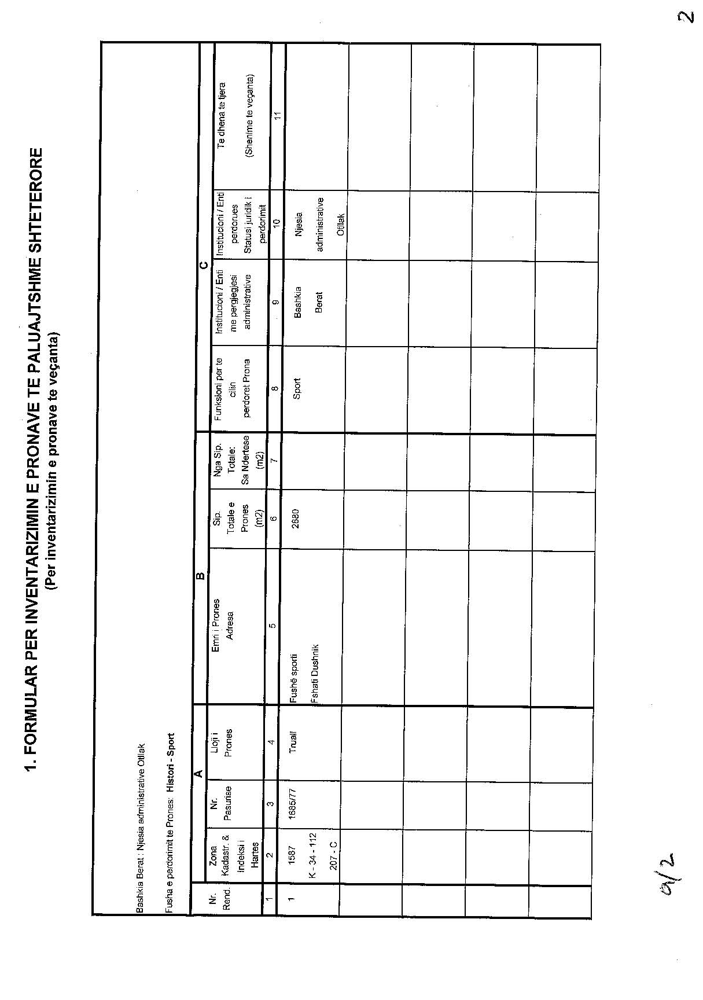 1. FORMULAR PER INVENTARIZIMIN E PRONAVE TE PALUAJTSHME SHTETERORE
(Per inventarizimin e pronave te veçanta)
Bashkia Berat : Njesia administrative Otllak
Fusha e perdorimit te Prones: Histori - Sport
A
B
C
Nr.
Rend.
Zona
Kadastr. &
Indeksi i
Hartes
Nr.
Pasurise
Lloji i
Prones
Emri i Prones
Adresa
Sip.
Totale e
Prones
(m2)
Nga Sip.
Totale:
Sa Ndertese
(m2)
Funksioni per te
cilin
perdoret Prona
Institucioni / Enti
me pergjegjesi
administrative
Institucioni / Enti
perdorues
Statusi juridik i
perdorimit
Te dhena te tjera
(Shenime te veçanta)
1 2 3 4 5 6 7 8 9 10 11
1
1587
K - 34 - 112
207 - C
1685/77
Truall
Fushë sporti
Fshati Dushnik
2880
Sport
Bashkia
Berat
Njesia
administrative
Otllak
a/2
2